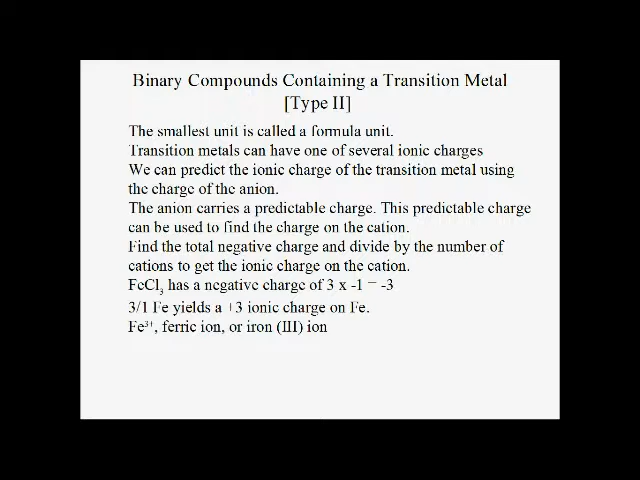 Binary Compounds Containing a Transition Metal
[Type II]
The smallest unit is called a formula unit.
Transition metals can have one of several ionic charges
We can predict the ionic charge of the transition metal using
the charge of the anion.
The anion carries a predictable charge. This predictable charge
can be used to find the charge on the cation.
Find the total negative charge and divide by the number of
cations to get the ionic charge on the cation.
FeCl₃ has a negative charge of 3 x -1 = -3
3/1 Fe yields a +3 ionic charge on Fe.
Fe³⁺, ferric ion, or iron (III) ion